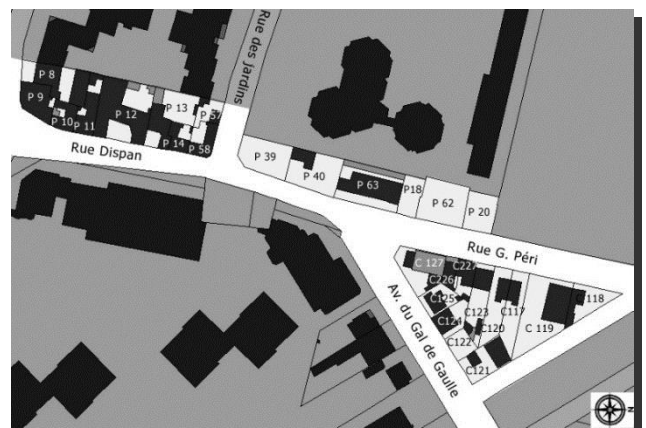 Rue des jardins
P 8
P 9
P 10
P 11
P 12
P 13
P 14
P 57
P 58
Rue Dispan
P 39
P 40
P 63
P18
P 62
P 20
Rue G. Péri
Av. du Gal de Gaulle
C 127
C227
C226
C125
C124
C123
C122
C120
C121
C117
C 119
C118
N